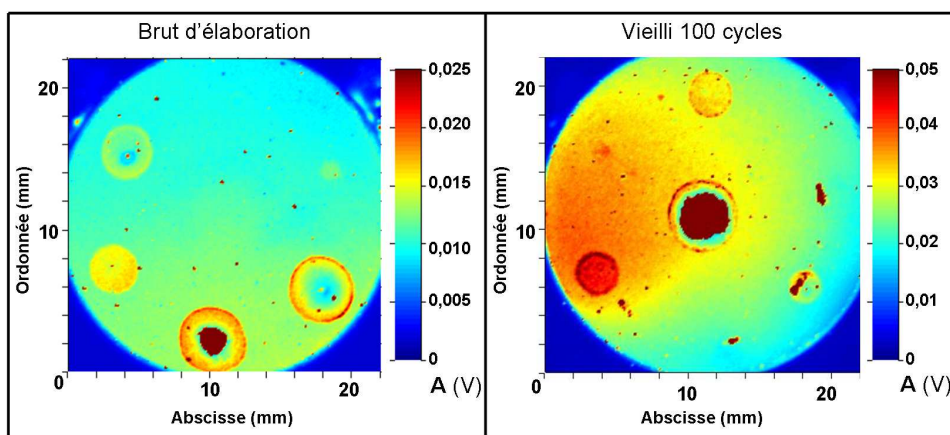 Brut d'élaboration
20
10
0
Ordonnée (mm)
10
20
Abscisse (mm)
0,025
0,020
0,015
0,010
0,005
0
A (V)
Vieilli 100 cycles
20
10
0
Ordonnée (mm)
10
20
Abscisse (mm)
0,05
0,04
0,03
0,02
0,01
0
A (V)